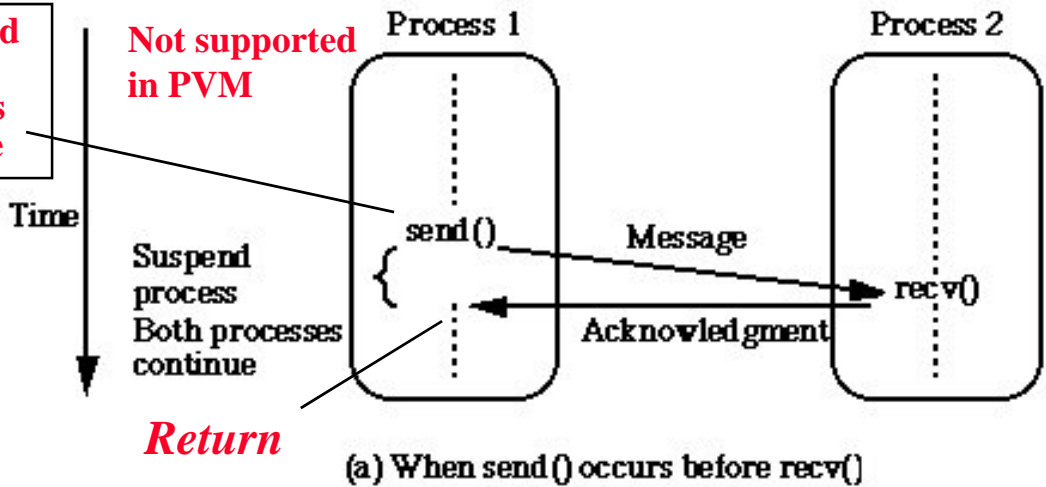 d
s
e
Not supported
in PVM
Process 1
Process 2
Time
send()
Message
Suspend
process
recv()
Both processes
continue
Acknowledgment
Return
(a) When send() occurs before recv()